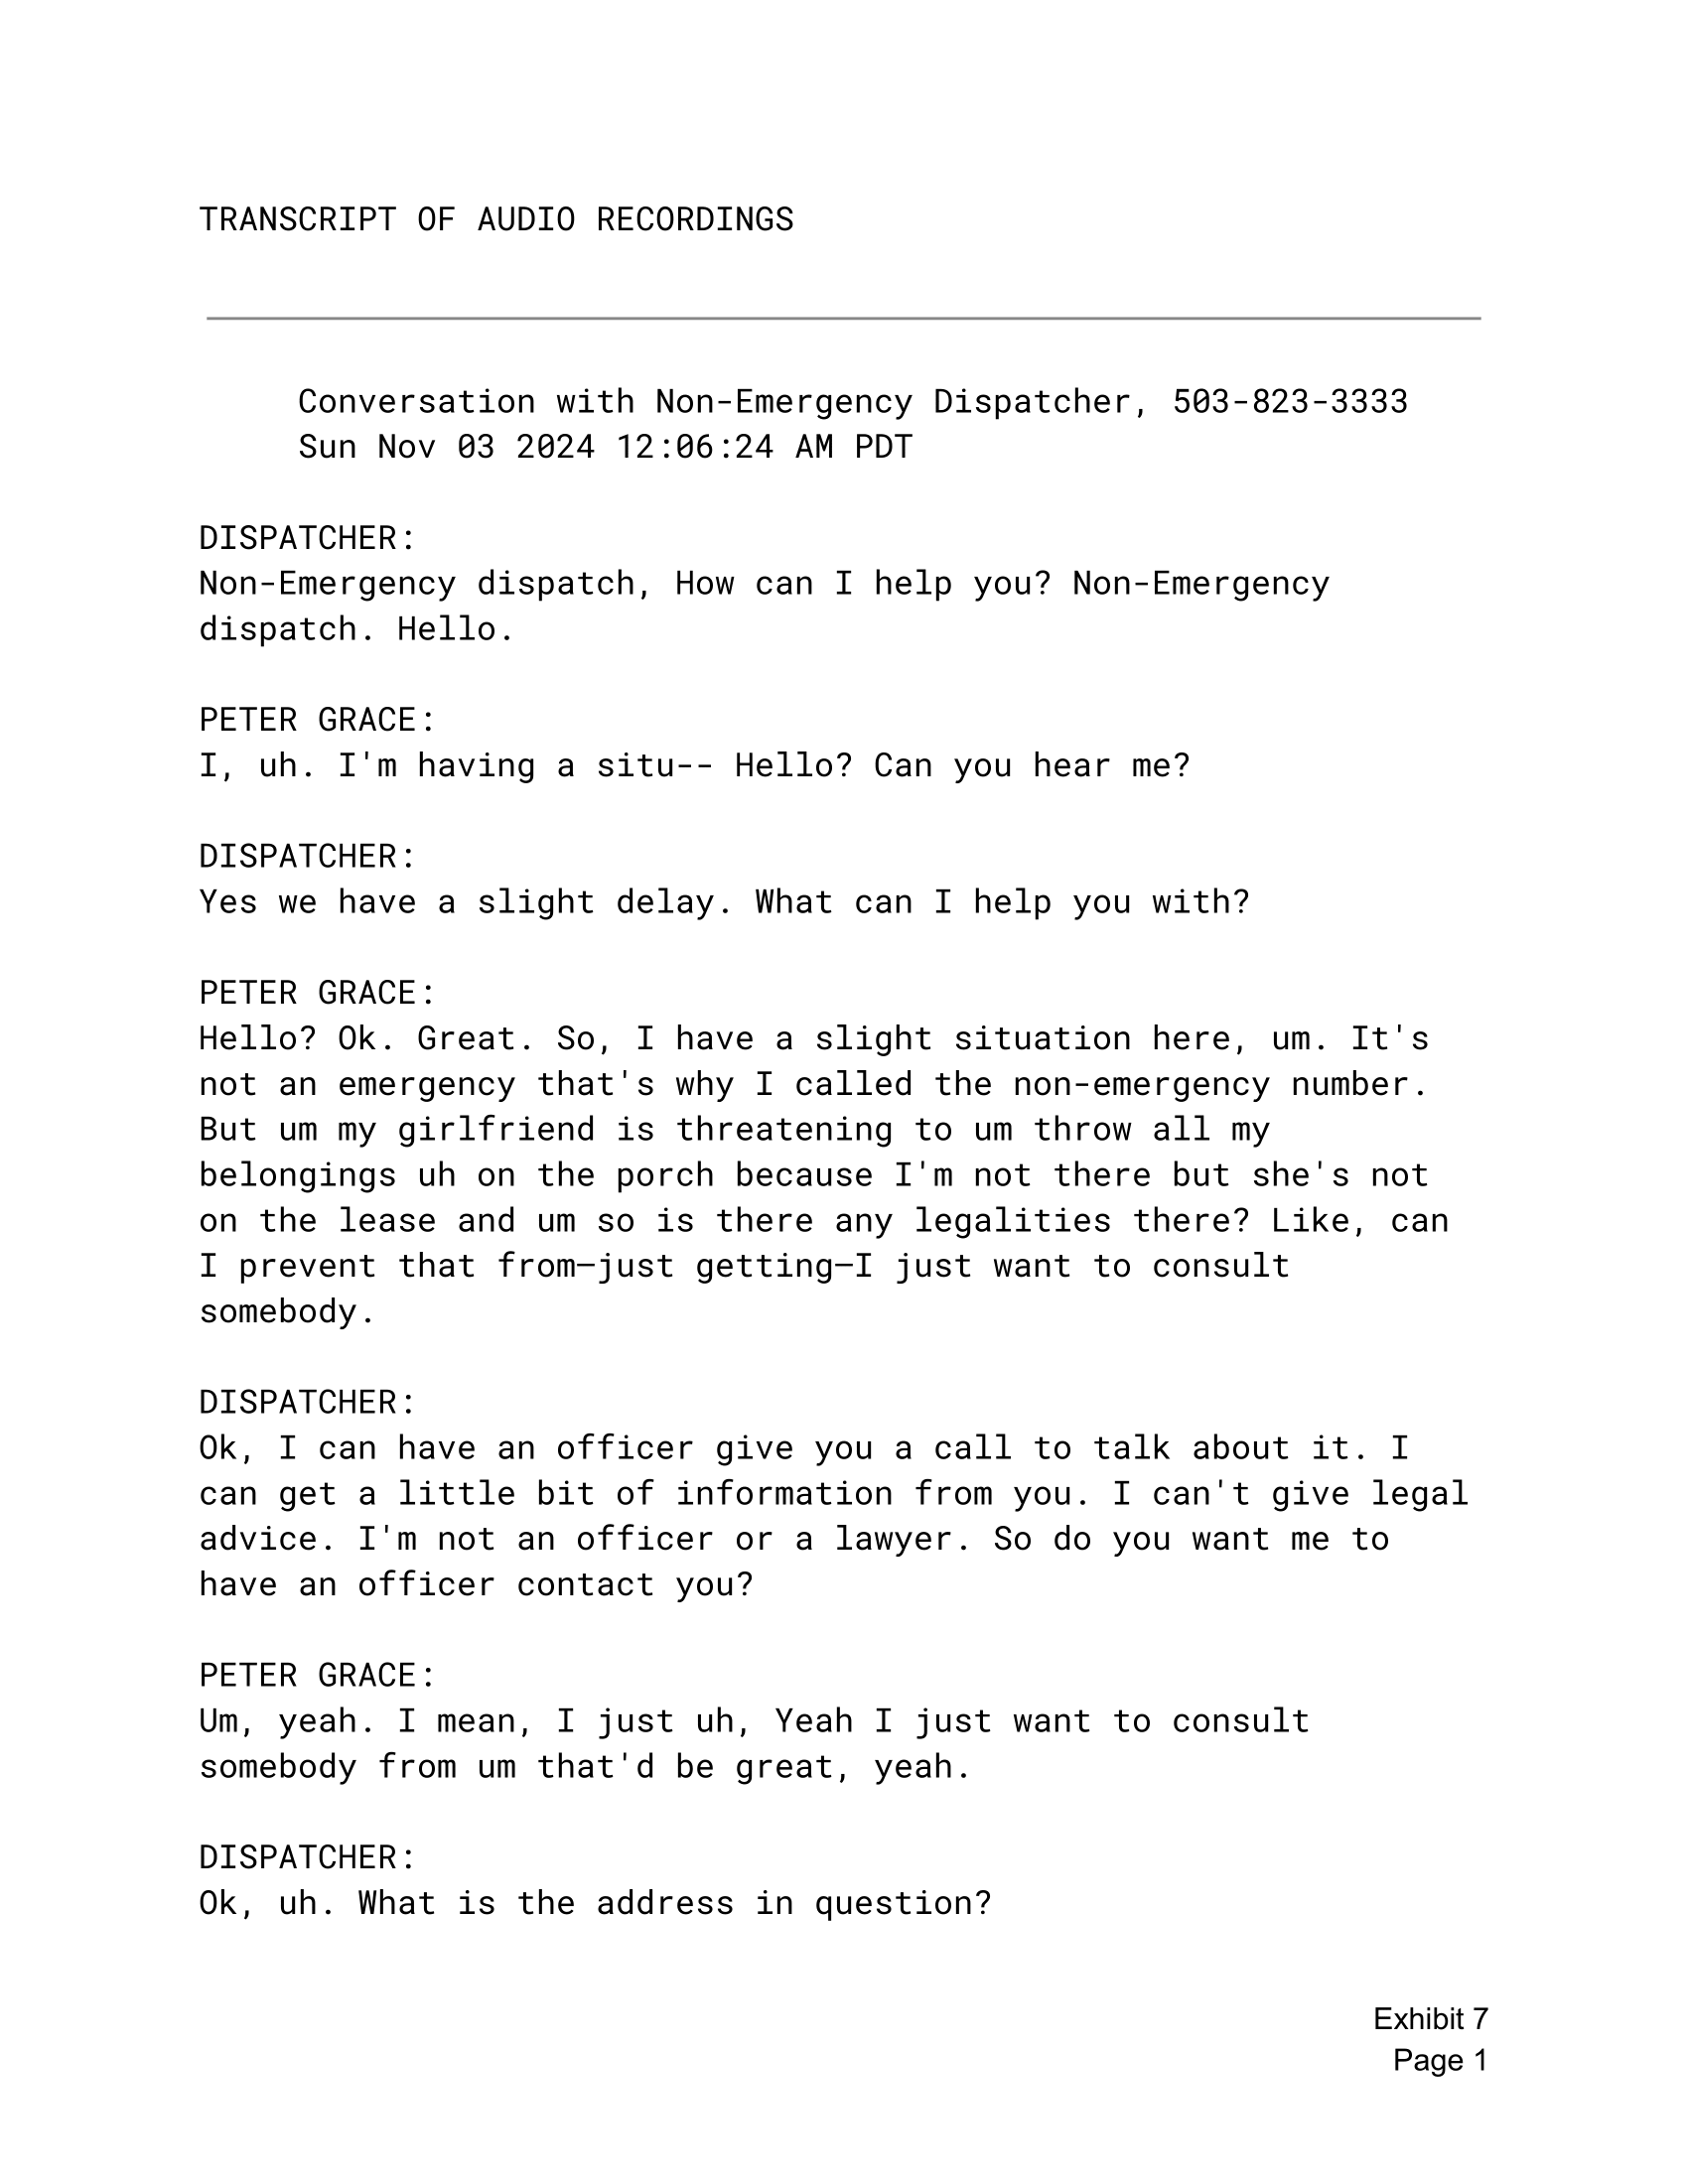 TRANSCRIPT OF AUDIO RECORDINGS
Conversation with Non-Emergency Dispatcher, 503-823-3333
Sun Nov 03 2024 12:06:24 AM PDT
DISPATCHER:
Non-Emergency dispatch, How can I help you? Non-Emergency
dispatch. Hello.
PETER GRACE:
I, uh. I'm having a situ-- Hello? Can you hear me?
DISPATCHER:
Yes we have a slight delay. What can I help you with?
PETER GRACE:
Hello? Ok. Great. So, I have a slight situation here, um. It's
not an emergency that's why I called the non-emergency number.
But um my girlfriend is threatening to um throw all my
belongings uh on the porch because I'm not there but she's not
on the lease and um so is there any legalities there? Like, can
I prevent that from—just getting—I just want to consult
somebody.
DISPATCHER:
Ok, I can have an officer give you a call to talk about it. I
can get a little bit of information from you. I can't give legal
advice. I'm not an officer or a lawyer. So do you want me to
have an officer contact you?
PETER GRACE:
Um, yeah. I mean, I just uh, Yeah I just want to consult
somebody from um that'd be great, yeah.
DISPATCHER:
Ok, uh. What is the address in question?
Exhibit 7
Page 1